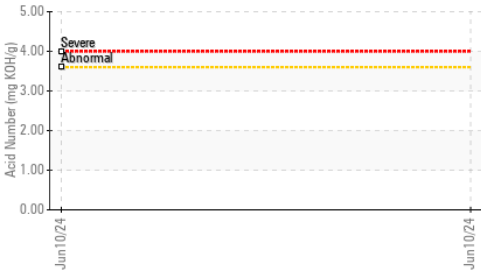 Acid Number (mg KOH/g)
5.00
4.00
3.00
2.00
1.00
0.00
Severe
Abnormal
Jun10/24
Jun10/24